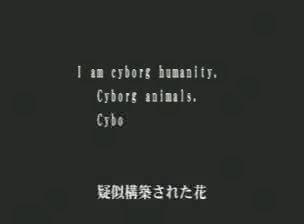 I am cyborg humanity.
Cyborg animals.
Cybo
疑似構築された花